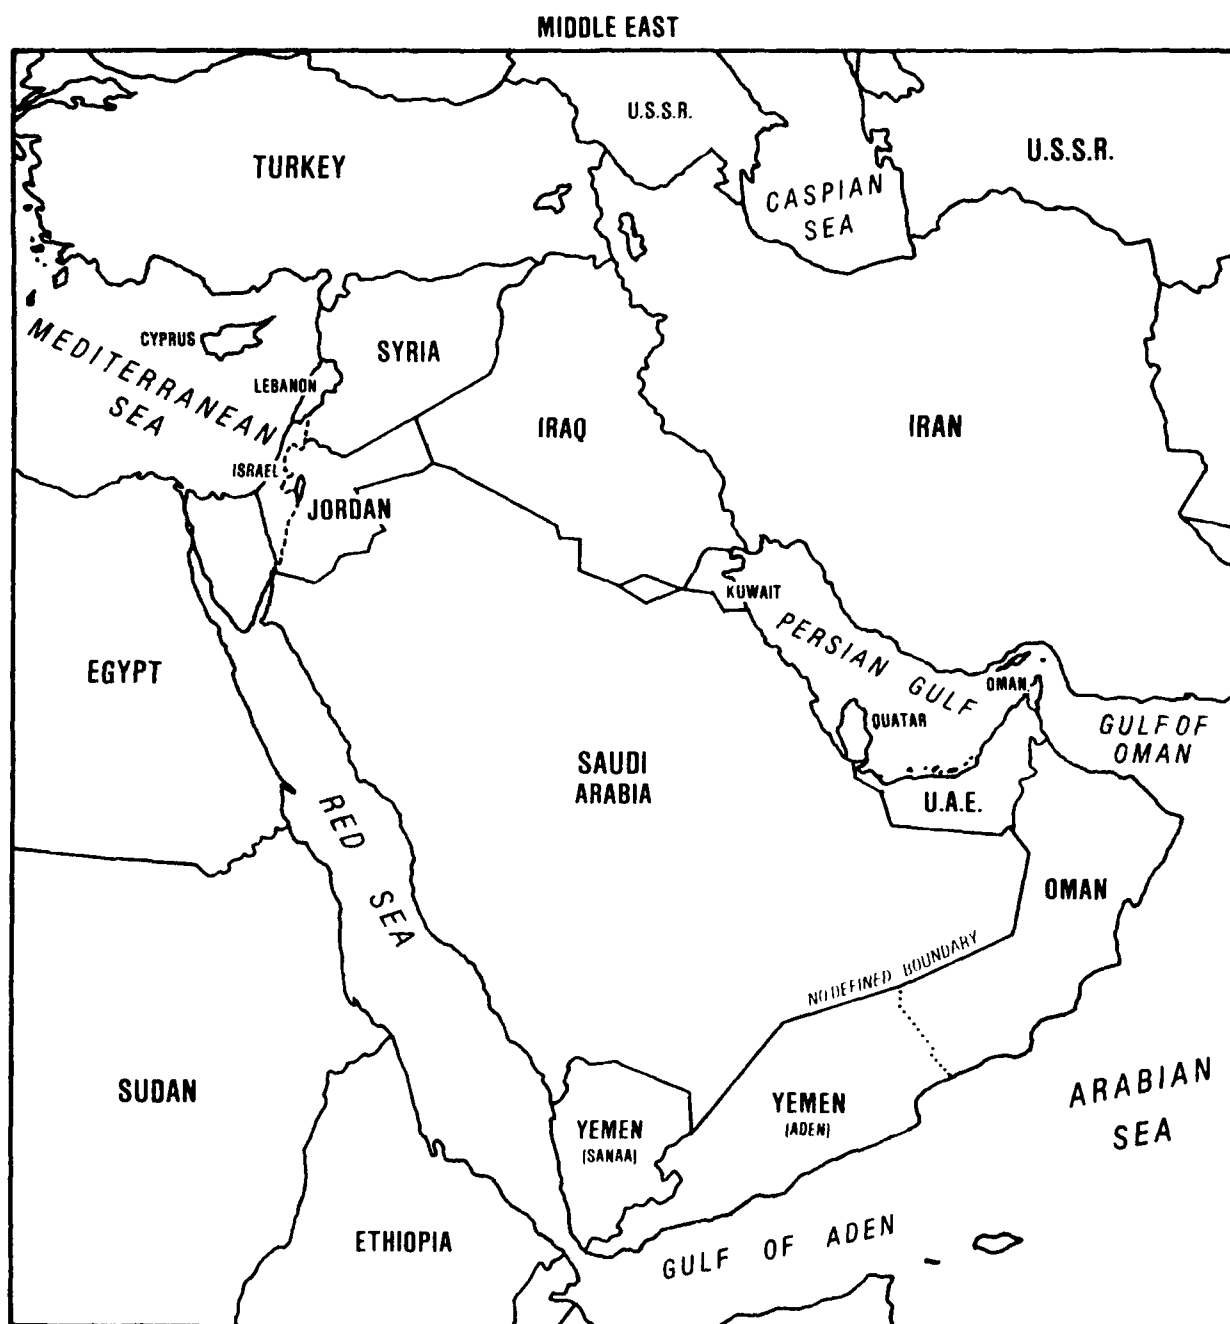 MIDDLE EAST
U.S.S.R.
TURKEY
U.S.S.R.
CASPIAN
SEA
CYPRUS
SYRIA
MEDITERRANEAN
SEA
LEBANON
IRAQ
IRAN
ISRAEL
JORDAN
KUWAIT
PERSIAN GULF
EGYPT
OMAN
QUATAR
GULF OF
OMAN
SAUDI
ARABIA
U.A.E.
RED SEA
OMAN
NO DEFINED BOUNDARY
SUDAN
YEMEN
(SANAA)
YEMEN
(ADEN)
ARABIAN
SEA
ETHIOPIA
GULF OF ADEN